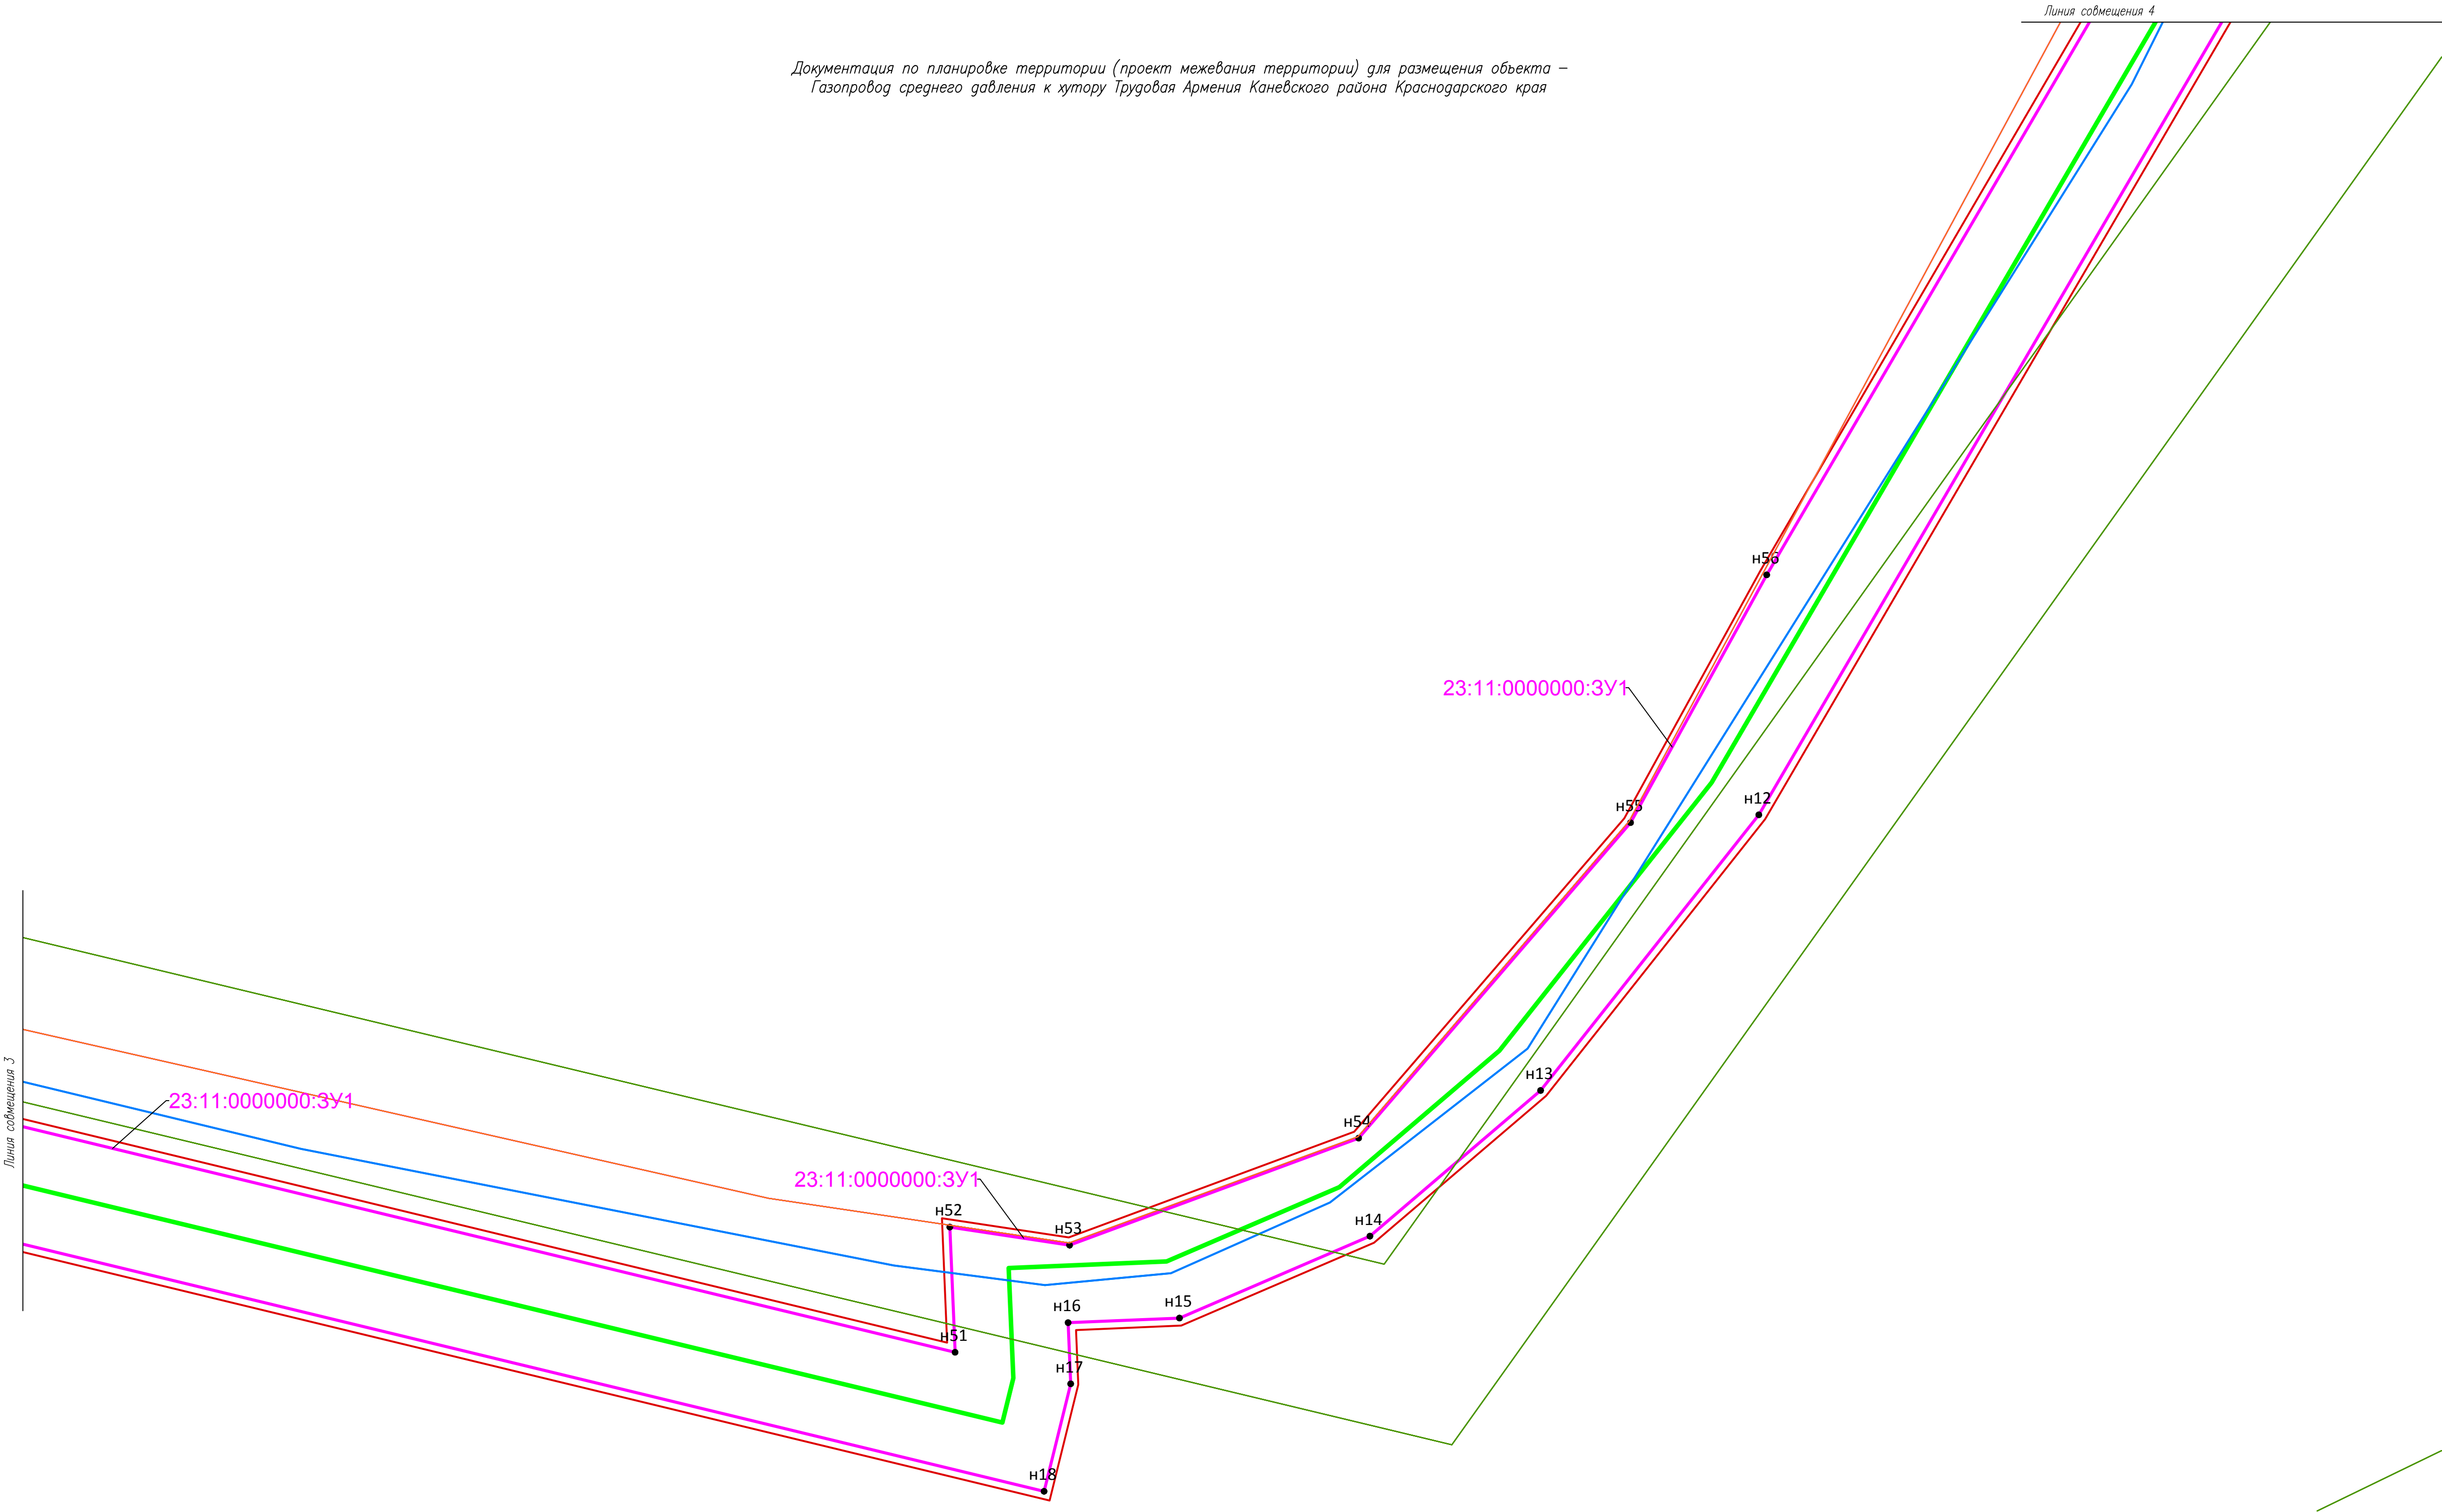 Линия совмещения 4
Документация по планировке территории (проект межевания территории) для размещения объекта –
Газопровод среднего давления к хутору Трудовая Армения Каневского района Краснодарского края
н56
23:11:0000000:ЗУ1
н55
н12
н13
Линия совмещения 3
23:11:0000000:ЗУ1
н54
23:11:0000000:ЗУ1
н52
н53
н14
н15
н16
н51
н17
н18